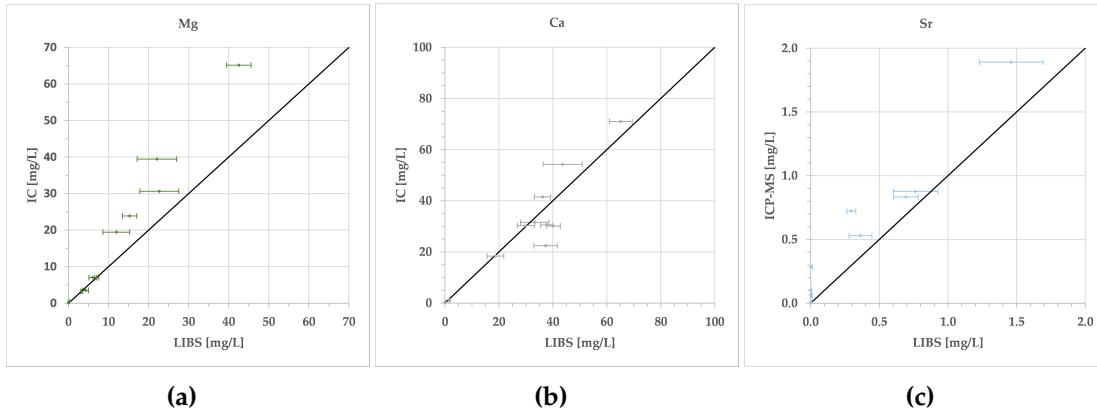 Mg
70
60
50
40
30
20
10
0
IC [mg/L]
0 10 20 30 40 50 60 70
LIBS [mg/L]
(a)
Ca
100
80
60
40
20
0
IC [mg/L]
0 20 40 60 80 100
LIBS [mg/L]
(b)
Sr
2.0
1.5
1.0
0.5
0.0
ICP-MS [mg/L]
0.0 0.5 1.0 1.5 2.0
LIBS [mg/L]
(c)